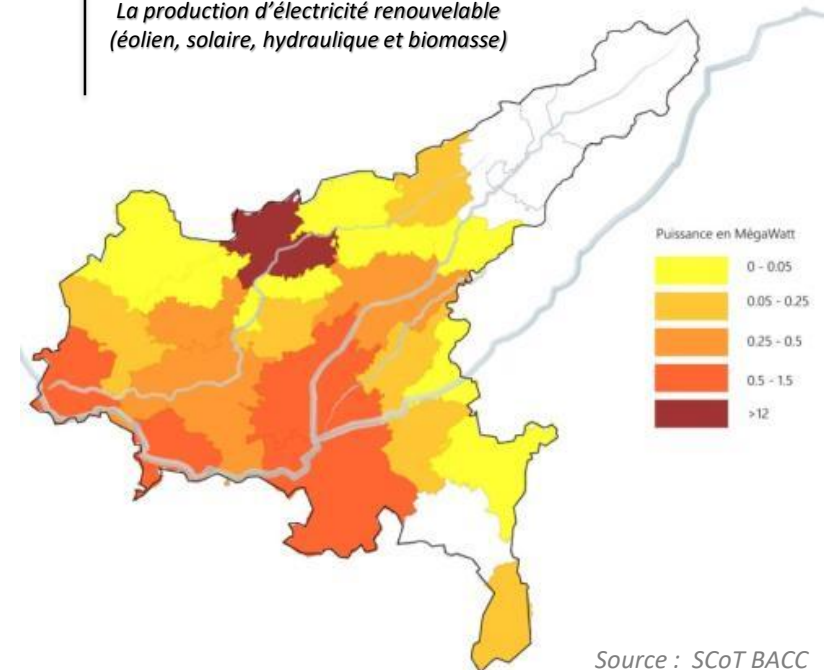 La production d’électricité renouvelable
(éolien, solaire, hydraulique et biomasse)
Puissance en MégaWatt
0 - 0.05
0.05 - 0.25
0.25 - 0.5
0.5 - 1.5
>12
Source : SCoT BACC